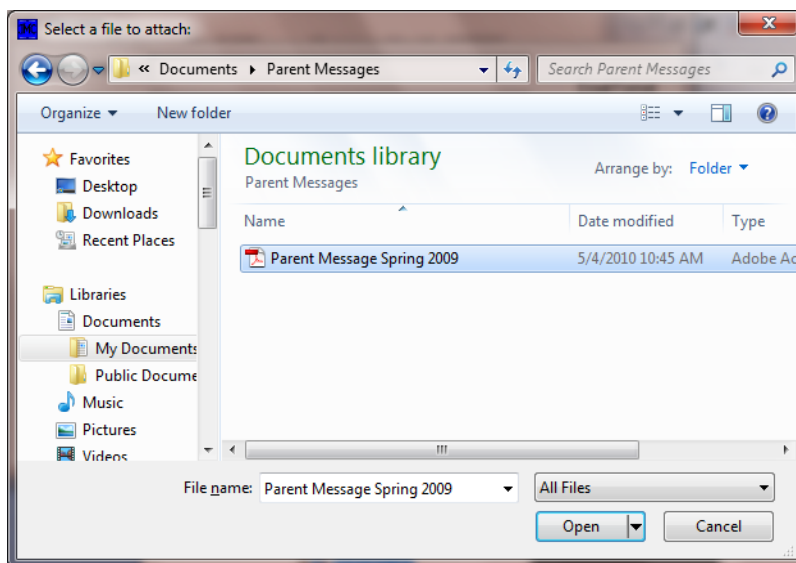 Select a file to attach:
« Documents Parent Messages
Search Parent Messages
Organize New folder
Favorites
Desktop
Downloads
Recent Places
Libraries
Documents
My Documents
Public Docume
Music
Pictures
Videos
Documents library
Parent Messages
Arrange by: Folder
Name Date modified Type
Parent Message Spring 2009 5/4/2010 10:45 AM Adobe Ac
File name: Parent Message Spring 2009 All Files
Open Cancel